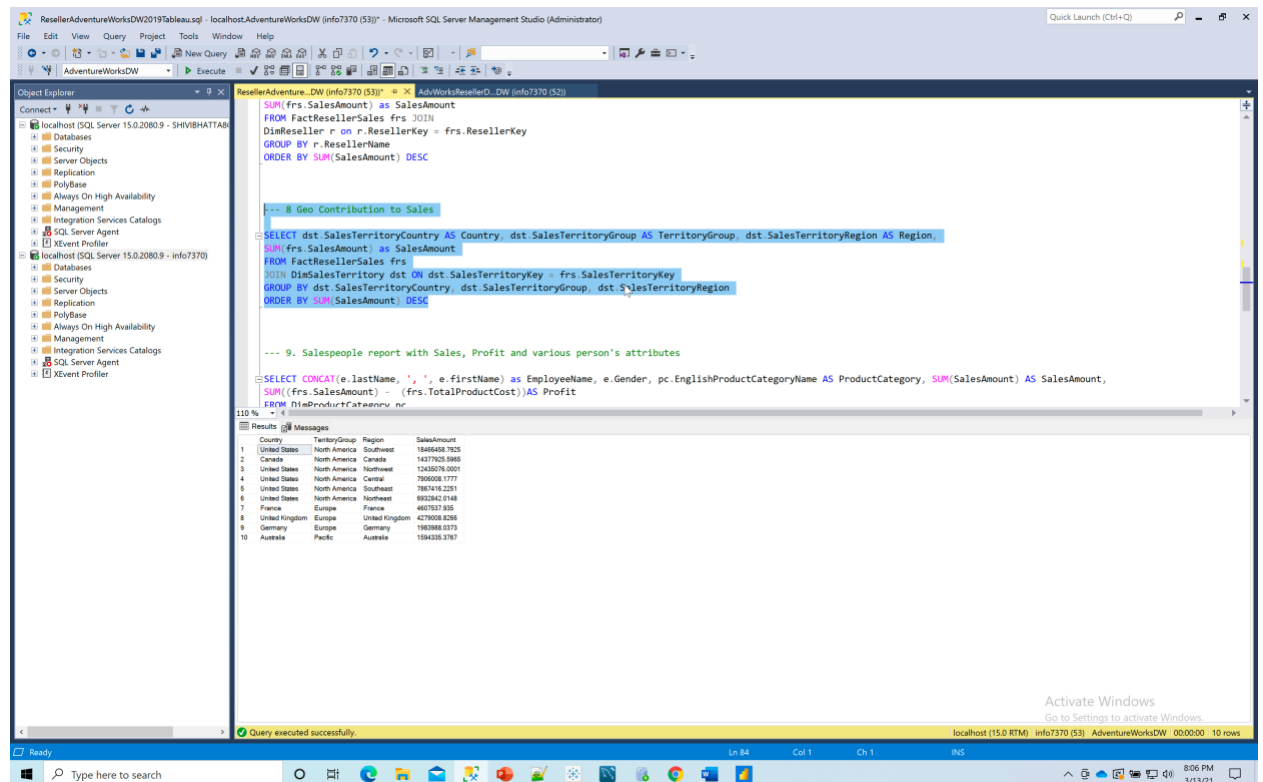 ResellerAdventureWorksDW2019Tableau.sql - localhost.AdventureWorksDW (info7370 (53))* - Microsoft SQL Server Management Studio (Administrator)
Quick Launch (Ctrl+Q)
File Edit View Query Project Tools Window Help
New Query
AdventureWorksDW
Execute
Object Explorer
ResellerAdventure...DW (info7370 (53))*
AdvWorksResellerD...DW (info7370 (52))
Connect
localhost (SQL Server 15.0.2080.9 - SHIVIBHATTA8
Databases
Security
Server Objects
Replication
PolyBase
Always On High Availability
Management
Integration Services Catalogs
SQL Server Agent
XEvent Profiler
localhost (SQL Server 15.0.2080.9 - info7370)
Databases
Security
Server Objects
Replication
PolyBase
Always On High Availability
Management
Integration Services Catalogs
SQL Server Agent
XEvent Profiler
SUM(frs.SalesAmount) as SalesAmount
FROM FactResellerSales frs JOIN
DimReseller r on r.ResellerKey = frs.ResellerKey
GROUP BY r.ResellerName
ORDER BY SUM(SalesAmount) DESC
--- 8 Geo Contribution to Sales
SELECT dst.SalesTerritoryCountry AS Country, dst.SalesTerritoryGroup AS TerritoryGroup, dst.SalesTerritoryRegion AS Region,
SUM(frs.SalesAmount) as SalesAmount
FROM FactResellerSales frs
JOIN DimSalesTerritory dst ON dst.SalesTerritoryKey = frs.SalesTerritoryKey
GROUP BY dst.SalesTerritoryCountry, dst.SalesTerritoryGroup, dst.SalesTerritoryRegion
ORDER BY SUM(SalesAmount) DESC
--- 9. Salespeople report with Sales, Profit and various person's attributes
SELECT CONCAT(e.lastName, ', ', e.firstName) as EmployeeName, e.Gender, pc.EnglishProductCategoryName AS ProductCategory, SUM(SalesAmount) AS SalesAmount,
SUM((frs.SalesAmount) - (frs.TotalProductCost))AS Profit
FROM DimProductCategory pc
110 %
Results Messages
Country TerritoryGroup Region SalesAmount
1 United States North America Southwest 18466458.7925
2 Canada North America Canada 14377925.5965
3 United States North America Northwest 12435076.0001
4 United States North America Central 7906008.1777
5 United States North America Southeast 7867416.2251
6 United States North America Northeast 6932842.0148
7 France Europe France 4607537.935
8 United Kingdom Europe United Kingdom 4279008.8266
9 Germany Europe Germany 1983988.0373
10 Australia Pacific Australia 1594335.3767
Activate Windows
Go to Settings to activate Windows.
Query executed successfully.
localhost (15.0 RTM) info7370 (53) AdventureWorksDW 00:00:00 10 rows
Ready
Ln 84 Col 1 Ch 1 INS
Type here to search
8:06 PM
3/13/21